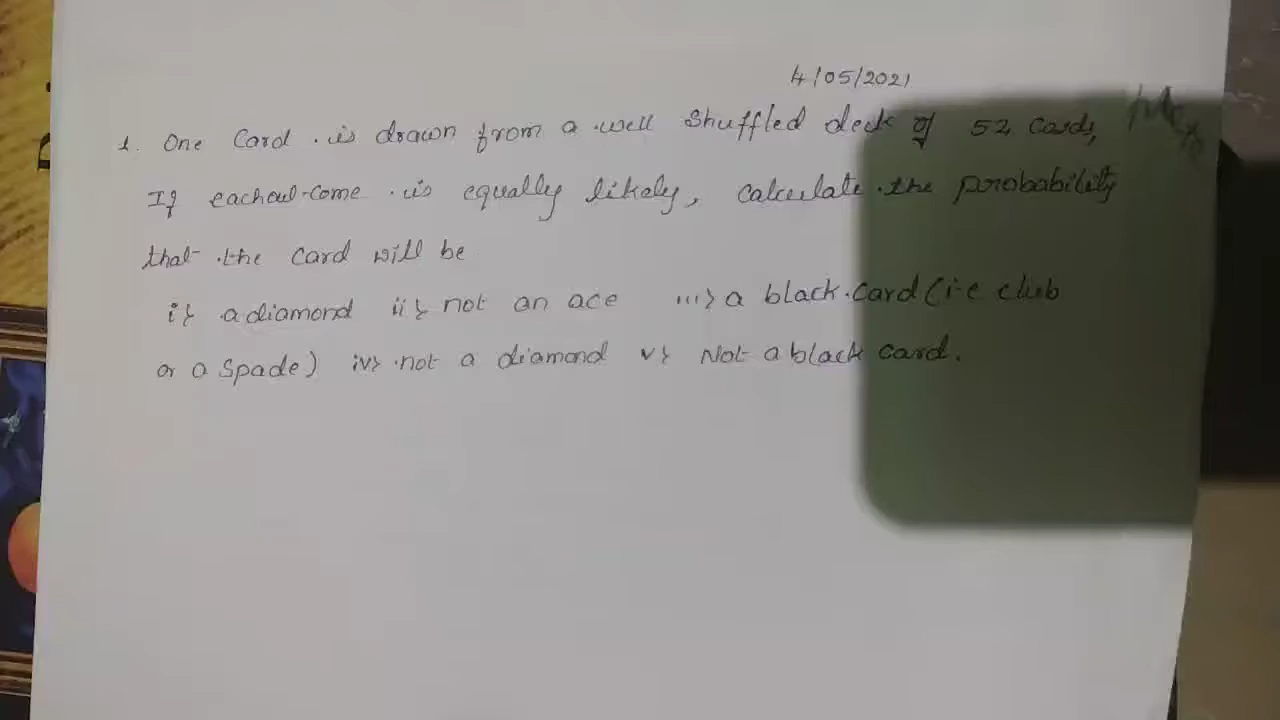 4/05/2021
1. One Card is drawn from a well Shuffled deck of 52 Cards,
If eachout-come is equally likely, calculate the probability
that the card will be
i} a diamond ii} not an ace iii} a black card (i.e club
or a Spade) iv} not a diamond v} Not a black card.